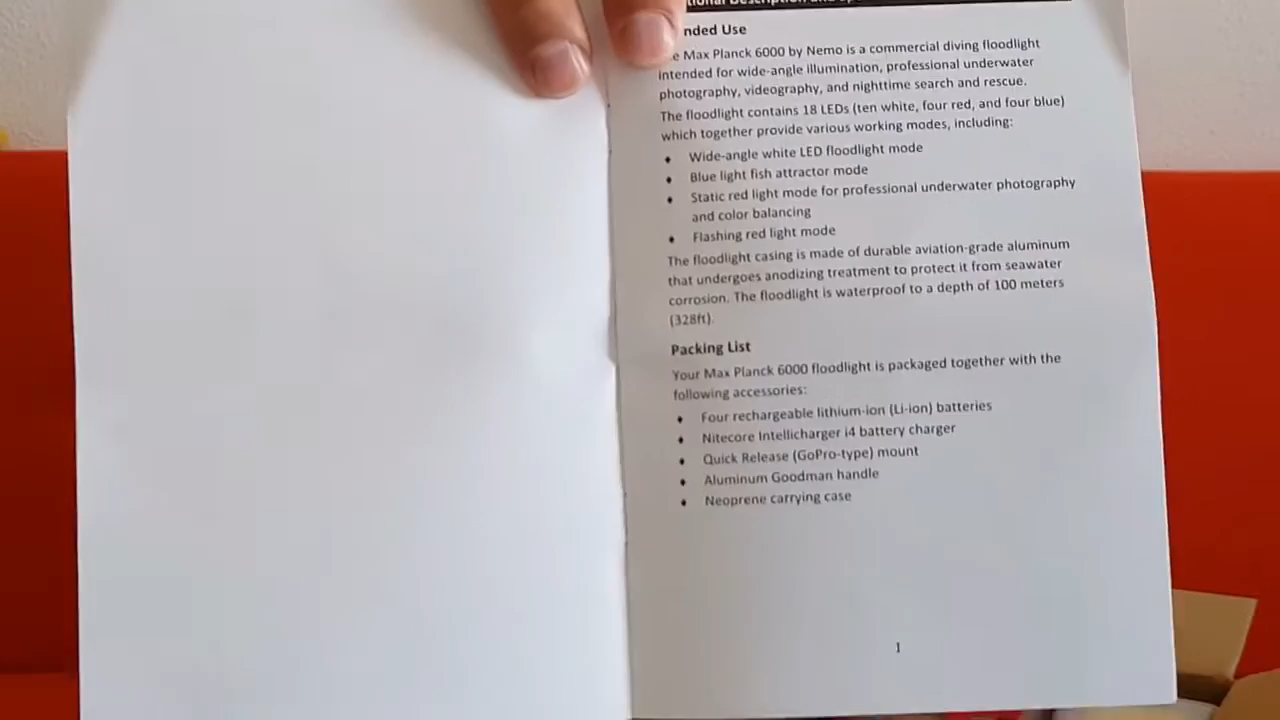 Description and
nded Use
e Max Planck 6000 by Nemo is a commercial diving floodlight
intended for wide-angle illumination, professional underwater
photography, videography, and nighttime search and rescue.
The floodlight contains 18 LEDs (ten white, four red, and four blue)
which together provide various working modes, including:
♦ Wide-angle white LED floodlight mode
♦ Blue light fish attractor mode
♦ Static red light mode for professional underwater photography
and color balancing
♦ Flashing red light mode
The floodlight casing is made of durable aviation-grade aluminum
that undergoes anodizing treatment to protect it from seawater
corrosion. The floodlight is waterproof to a depth of 100 meters
(328ft).
Packing List
Your Max Planck 6000 floodlight is packaged together with the
following accessories:
♦ Four rechargeable lithium-ion (Li-ion) batteries
♦ Nitecore Intellicharger i4 battery charger
♦ Quick Release (GoPro-type) mount
♦ Aluminum Goodman handle
♦ Neoprene carrying case
1